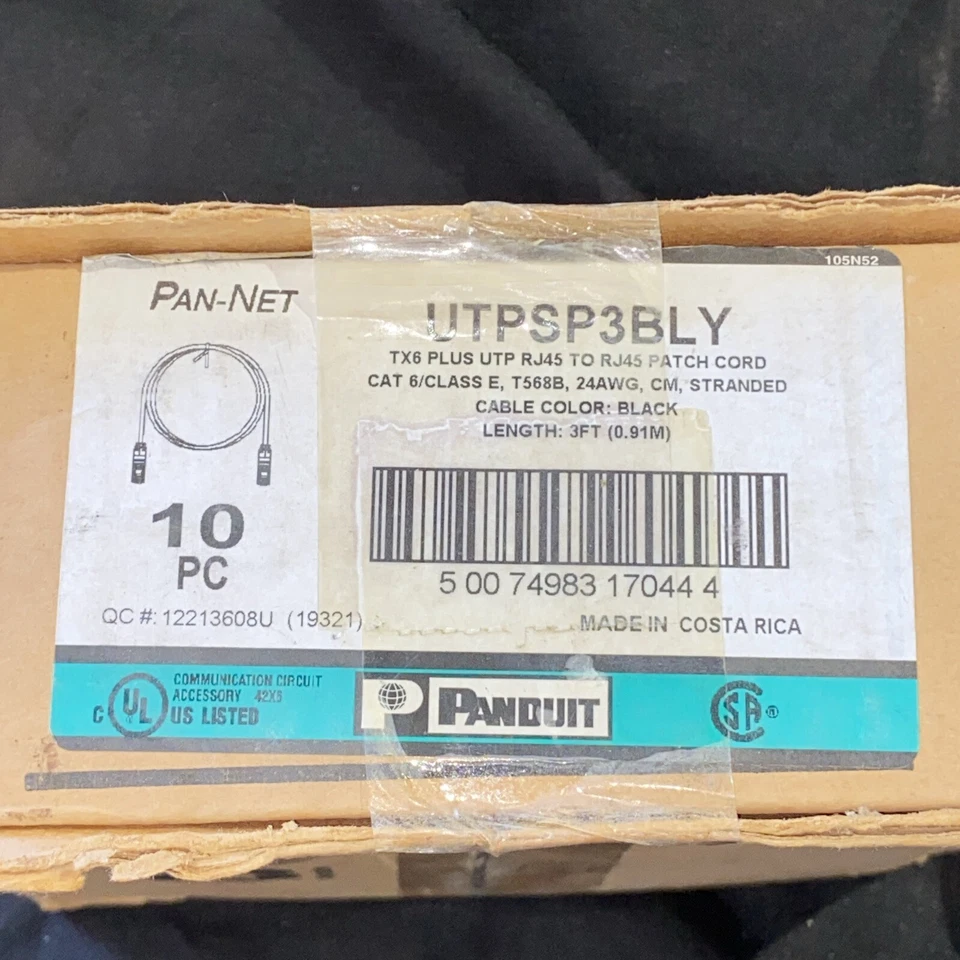 105N52
PAN-NET
UTPSP3BLY
TX6 PLUS UTP RJ45 TO RJ45 PATCH CORD
CAT 6/CLASS E, T568B, 24AWG, CM, STRANDED
CABLE COLOR: BLACK
LENGTH: 3FT (0.91M)
10
PC
5 00 74983 17044 4
QC #: 12213608U (19321)
MADE IN COSTA RICA
COMMUNICATION CIRCUIT
ACCESSORY 42X6
C UL US LISTED
P PANDUIT
SA ®